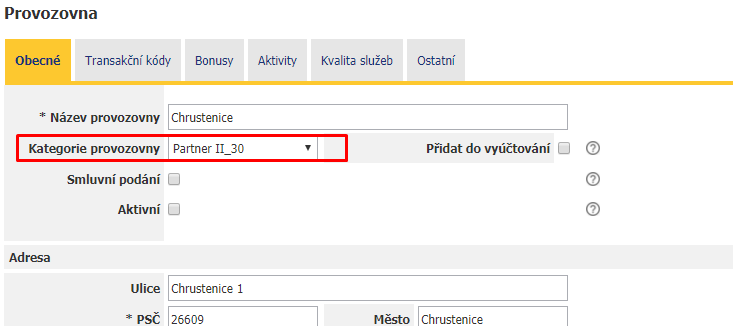 Provozovna
Obecné Transakční kódy Bonusy Aktivity Kvalita služeb Ostatní
* Název provozovny Chrustenice
Kategorie provozovny Partner II_30 Přidat do vyúčtování ?
Smluvní podání ?
Aktivní ?
Adresa
Ulice Chrustenice 1
* PSČ 26609 Město Chrustenice